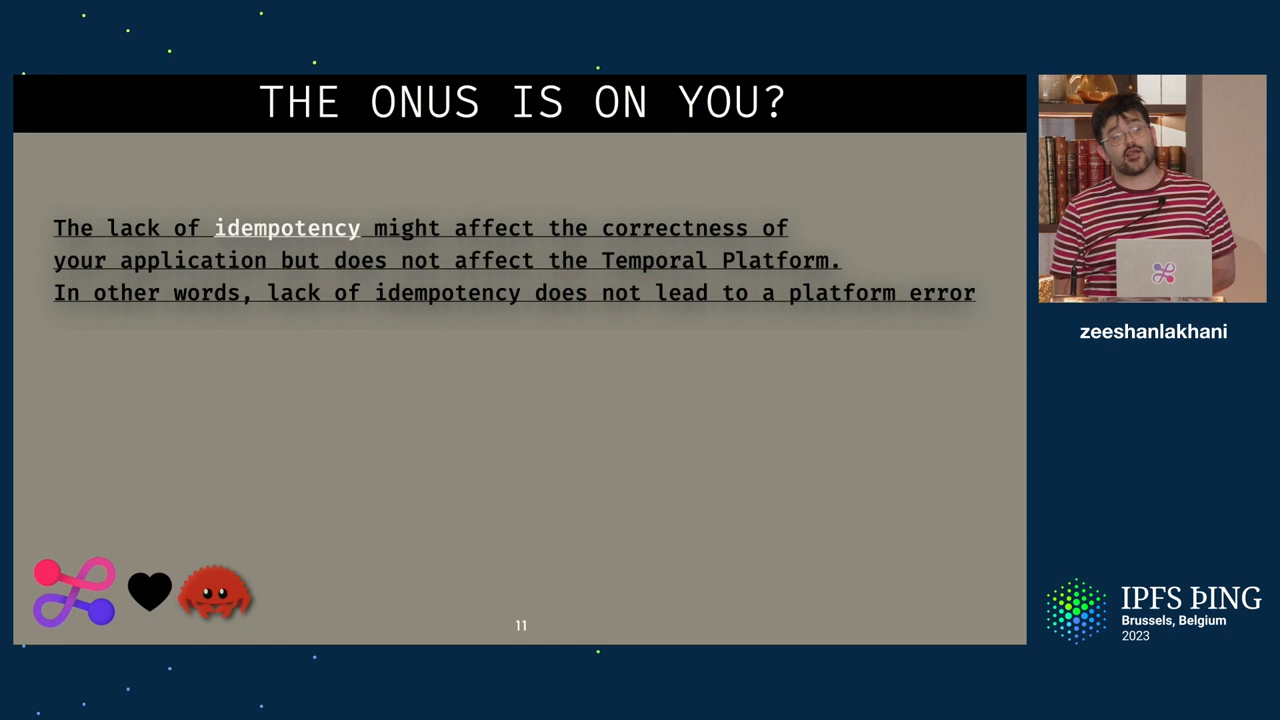 THE ONUS IS ON YOU?
The lack of idempotency might affect the correctness of
your application but does not affect the Temporal Platform.
In other words, lack of idempotency does not lead to a platform error
11
zeeshanlakhani
IPFS ÞING
Brussels, Belgium
2023